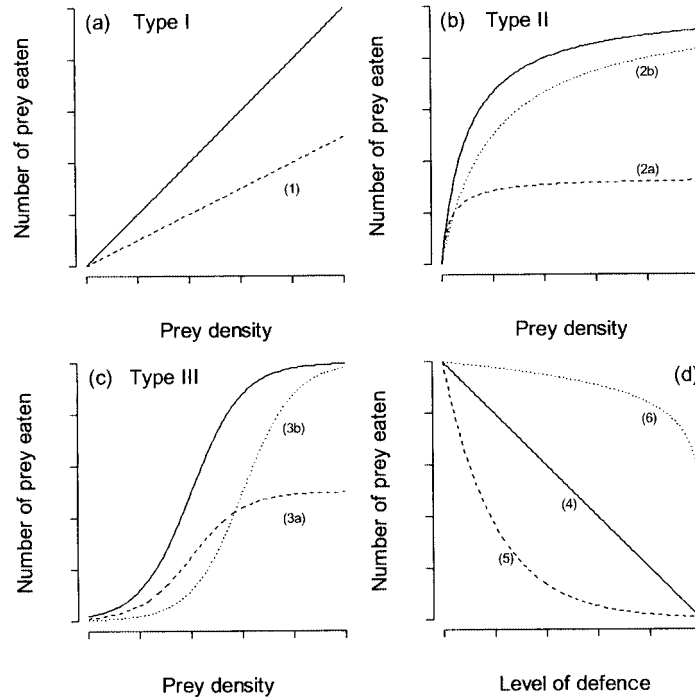 (a) Type I
Number of prey eaten
(1)
Prey density
(b) Type II
Number of prey eaten
(2b)
(2a)
Prey density
(c) Type III
Number of prey eaten
(3b)
(3a)
Prey density
(d)
Number of prey eaten
(6)
(4)
(5)
Level of defence